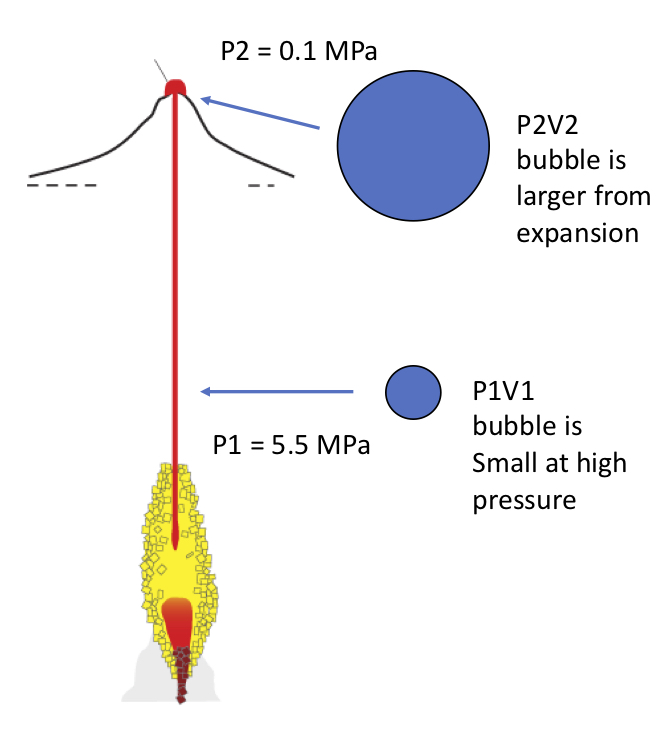 P2 = 0.1 MPa
P2V2
bubble is
larger from
expansion
P1V1
bubble is
Small at high
pressure
P1 = 5.5 MPa